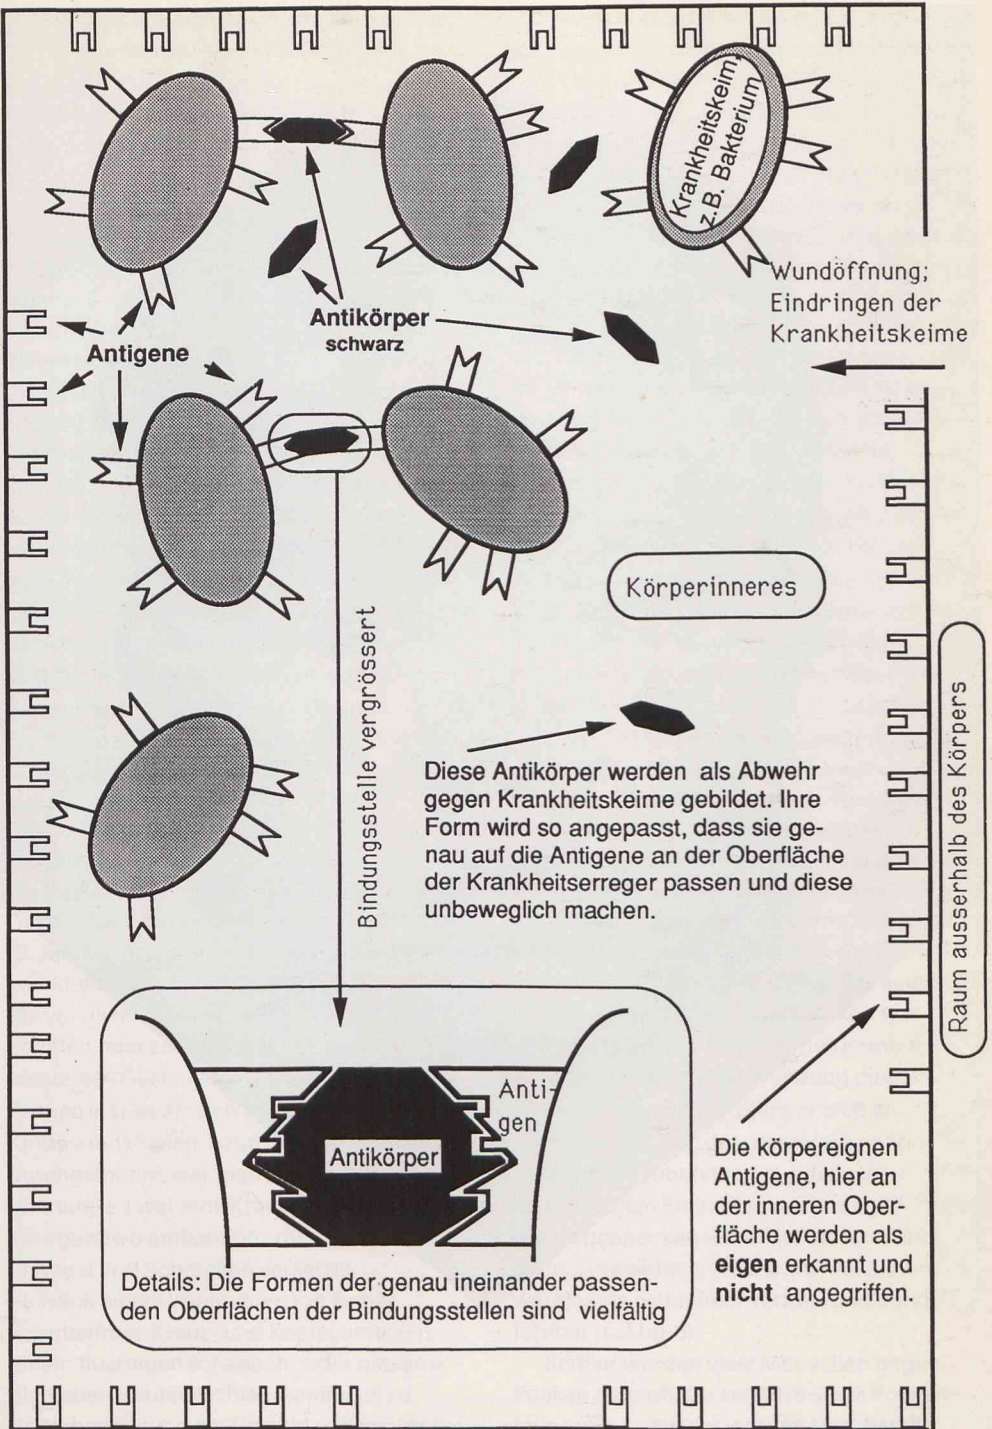 Krankheitskeim,
z.B. Bakterium
Wundöffnung;
Eindringen der
Krankheitskeime
Antikörper
schwarz
Antigene
Körperinneres
Bindungsstelle vergrössert
Raum ausserhalb des Körpers
Diese Antikörper werden als Abwehr
gegen Krankheitskeime gebildet. Ihre
Form wird so angepasst, dass sie ge-
nau auf die Antigene an der Oberfläche
der Krankheitserreger passen und diese
unbeweglich machen.
Anti-
gen
Antikörper
Details: Die Formen der genau ineinander passen-
den Oberflächen der Bindungsstellen sind vielfältig
Die körpereignen
Antigene, hier an
der inneren Ober-
fläche werden als
eigen erkannt und
nicht angegriffen.